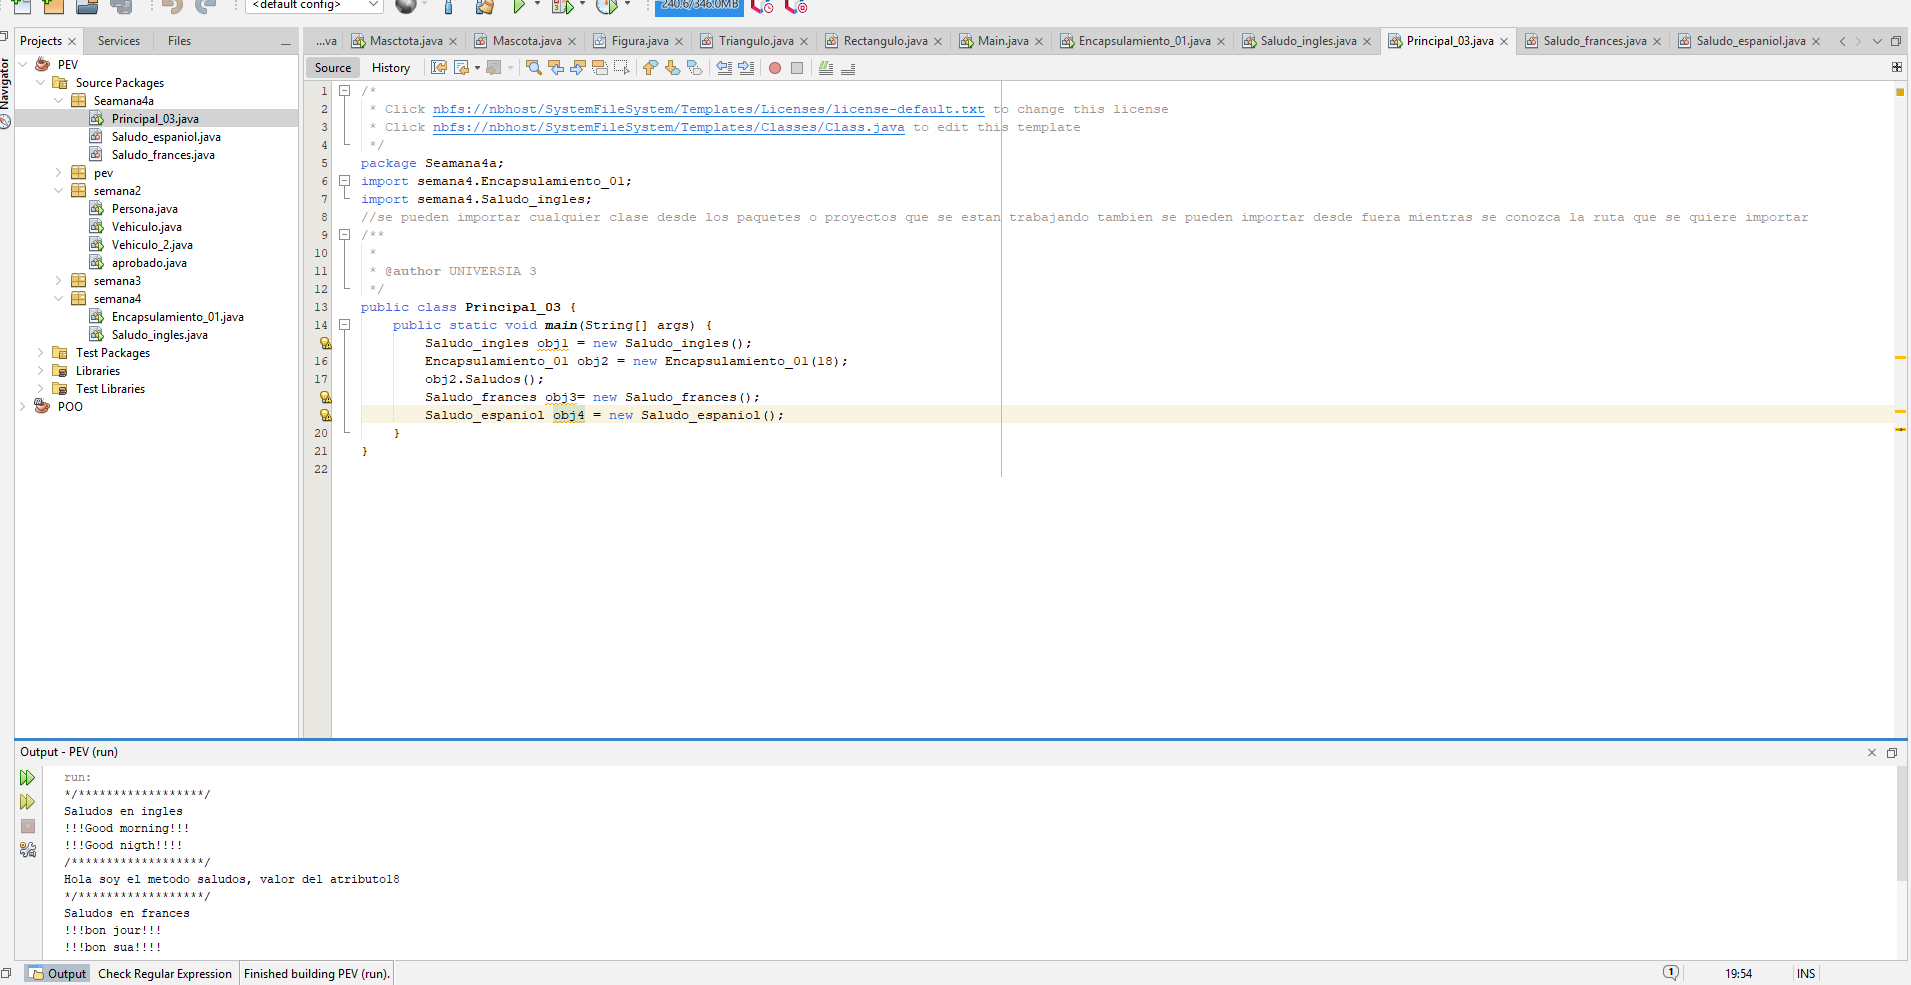 <default config>
240.6/346.0MB
Projects
Services
Files
...va
Masctota.java
Mascota.java
Figura.java
Triangulo.java
Rectangulo.java
Main.java
Encapsulamiento_01.java
Saludo_ingles.java
Principal_03.java
Saludo_frances.java
Saludo_espaniol.java
Navigator
PEV
Source Packages
Seamana4a
Principal_03.java
Saludo_espaniol.java
Saludo_frances.java
pev
semana2
Persona.java
Vehiculo.java
Vehiculo_2.java
aprobado.java
semana3
semana4
Encapsulamiento_01.java
Saludo_ingles.java
Test Packages
Libraries
Test Libraries
POO
Source
History
1 /*
2  * Click nbfs://nbhost/SystemFileSystem/Templates/Licenses/license-default.txt to change this license
3  * Click nbfs://nbhost/SystemFileSystem/Templates/Classes/Class.java to edit this template
4  */
5 package Seamana4a;
6 import semana4.Encapsulamiento_01;
7 import semana4.Saludo_ingles;
8 //se pueden importar cualquier clase desde los paquetes o proyectos que se estan trabajando tambien se pueden importar desde fuera mientras se conozca la ruta que se quiere importar
9 /**
10  *
11  * @author UNIVERSIA 3
12  */
13 public class Principal_03 {
14     public static void main(String[] args) {
        Saludo_ingles obj1 = new Saludo_ingles();
16         Encapsulamiento_01 obj2 = new Encapsulamiento_01(18);
17         obj2.Saludos();
        Saludo_frances obj3= new Saludo_frances();
        Saludo_espaniol obj4 = new Saludo_espaniol();
20     }
21 }
22
Output - PEV (run)
run:
*/******************/
Saludos en ingles
!!!Good morning!!!
!!!Good nigth!!!!
/*******************/
Hola soy el metodo saludos, valor del atributo18
*/******************/
Saludos en frances
!!!bon jour!!!
!!!bon sua!!!!
Output
Check Regular Expression
Finished building PEV (run).
1
19:54
INS